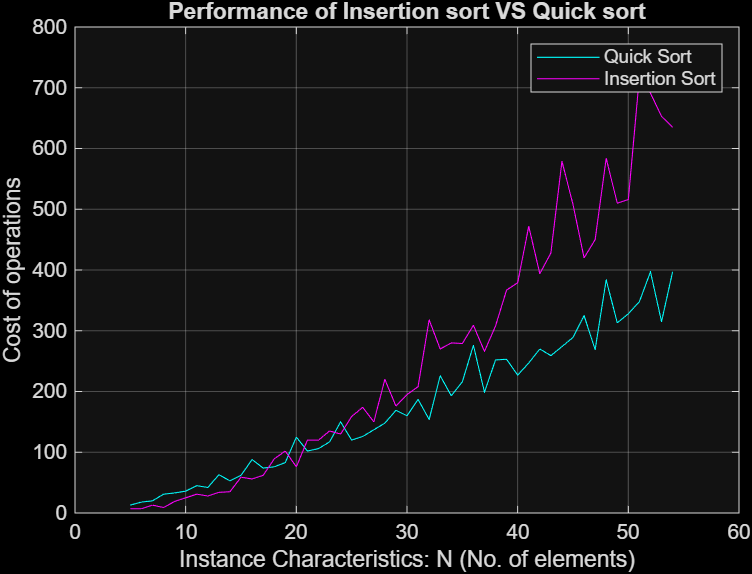 Performance of Insertion sort VS Quick sort
800
700
600
500
400
300
200
100
0
Cost of operations
Quick Sort
Insertion Sort
0 10 20 30 40 50 60
Instance Characteristics: N (No. of elements)